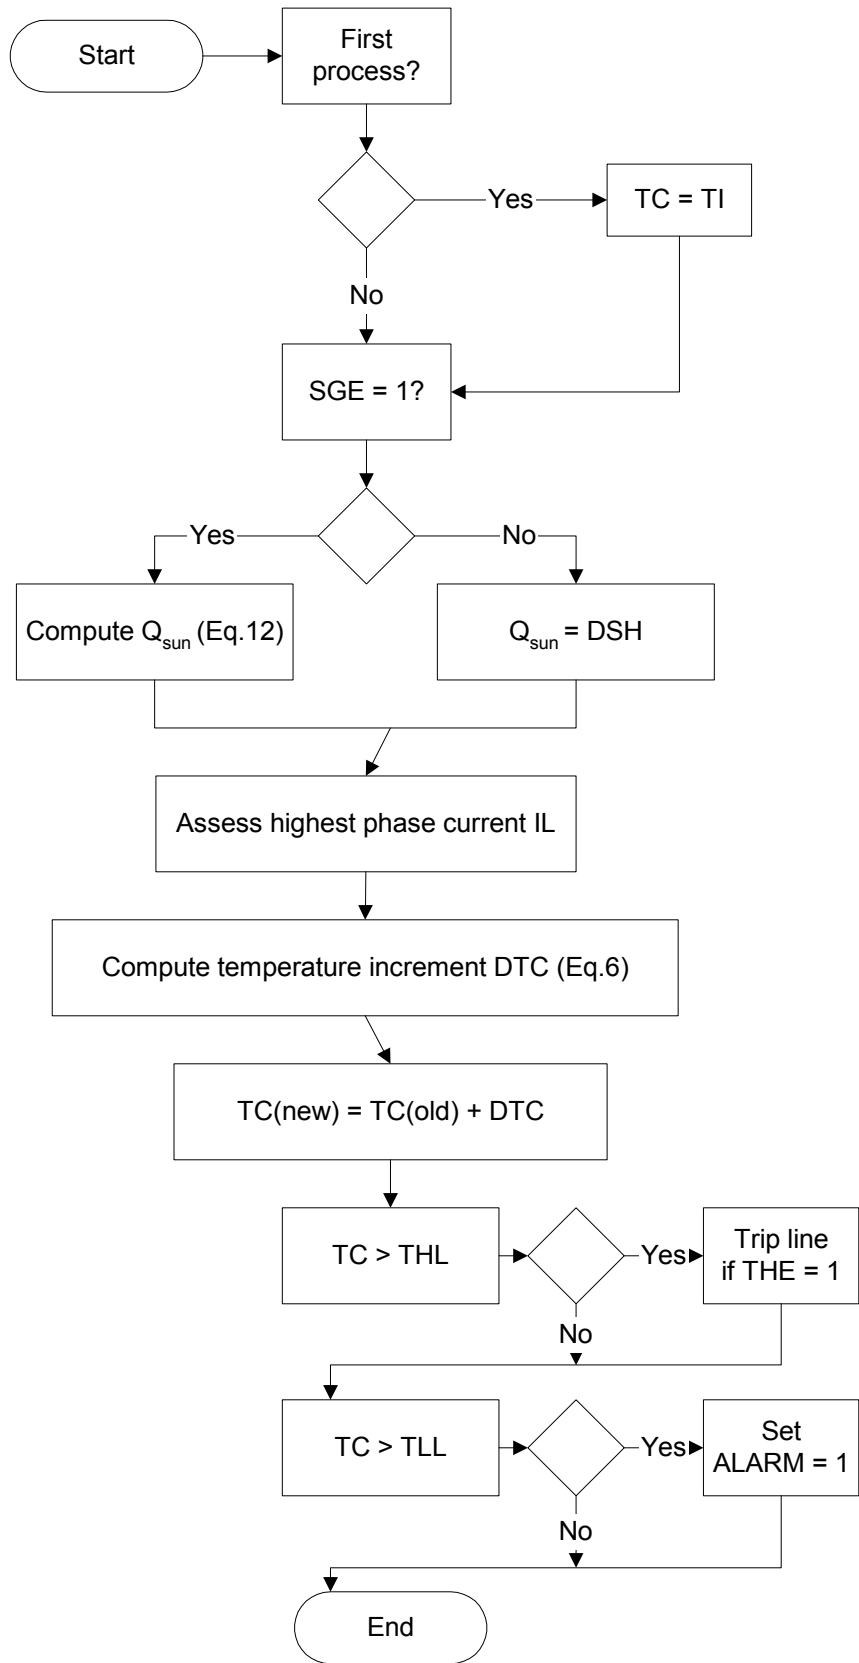 Start
First
process?
Yes
TC = TI
No
SGE = 1?
Yes
No
Compute Qsun (Eq.12)
Qsun = DSH
Assess highest phase current IL
Compute temperature increment DTC (Eq.6)
TC(new) = TC(old) + DTC
TC > THL
Yes
Trip line
if THE = 1
No
TC > TLL
Yes
Set
ALARM = 1
No
End